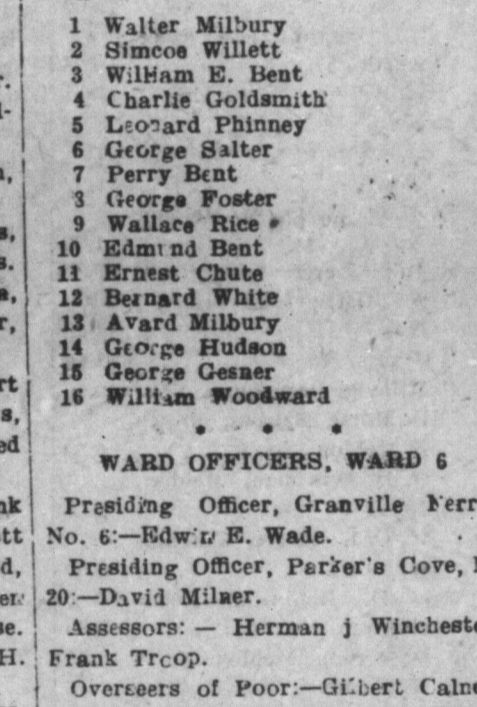 1 Walter Milbury
2 Simcoe Willett
3 William E. Bent
4 Charlie Goldsmith
5 Leonard Phinney
6 George Salter
7 Perry Bent
8 George Foster
9 Wallace Rice
10 Edmund Bent
11 Ernest Chute
12 Bernard White
13 Avard Milbury
14 George Hudson
15 George Gesner
16 William Woodward
* * *
WARD OFFICERS, WARD 6
Presiding Officer, Granville Ferr
No. 6:—Edwin E. Wade.
Presiding Officer, Parker's Cove,
20:—David Milner.
Assessors: — Herman j Wincheste
Frank Troop.
Overseers of Poor:—Gilbert Calne